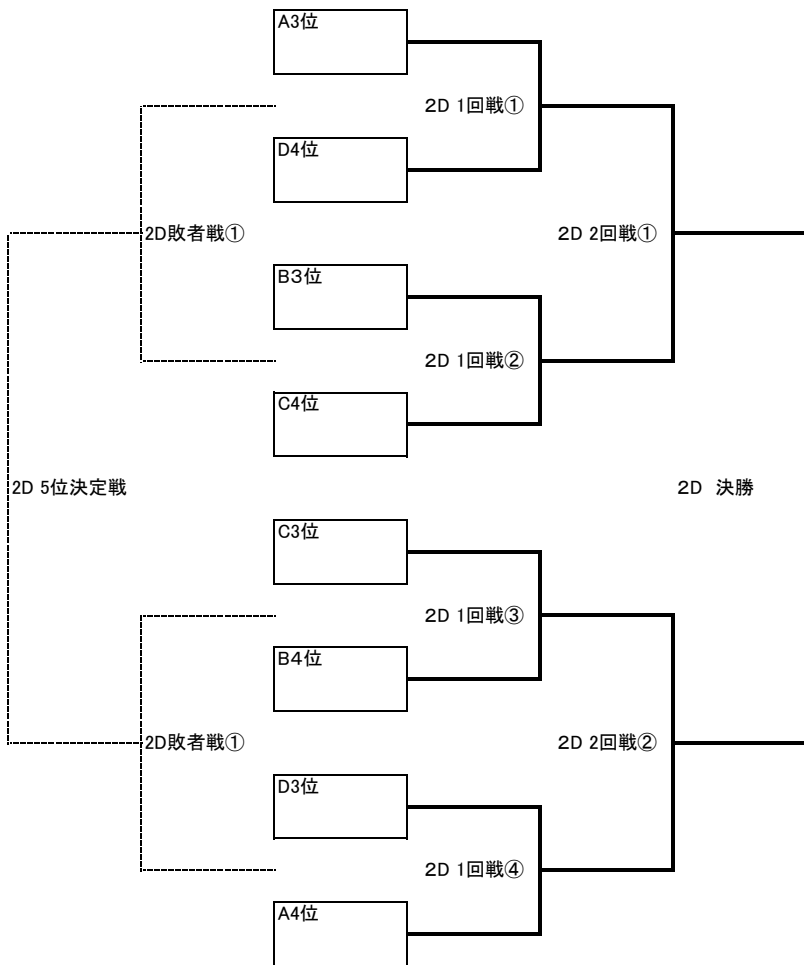 A3位
2D 1回戦①
D4位
2D敗者戦①
2D 2回戦①
B3位
2D 1回戦②
C4位
2D 5位決定戦
2D　決勝
C3位
2D 1回戦③
B4位
2D敗者戦①
2D 2回戦②
D3位
2D 1回戦④
A4位